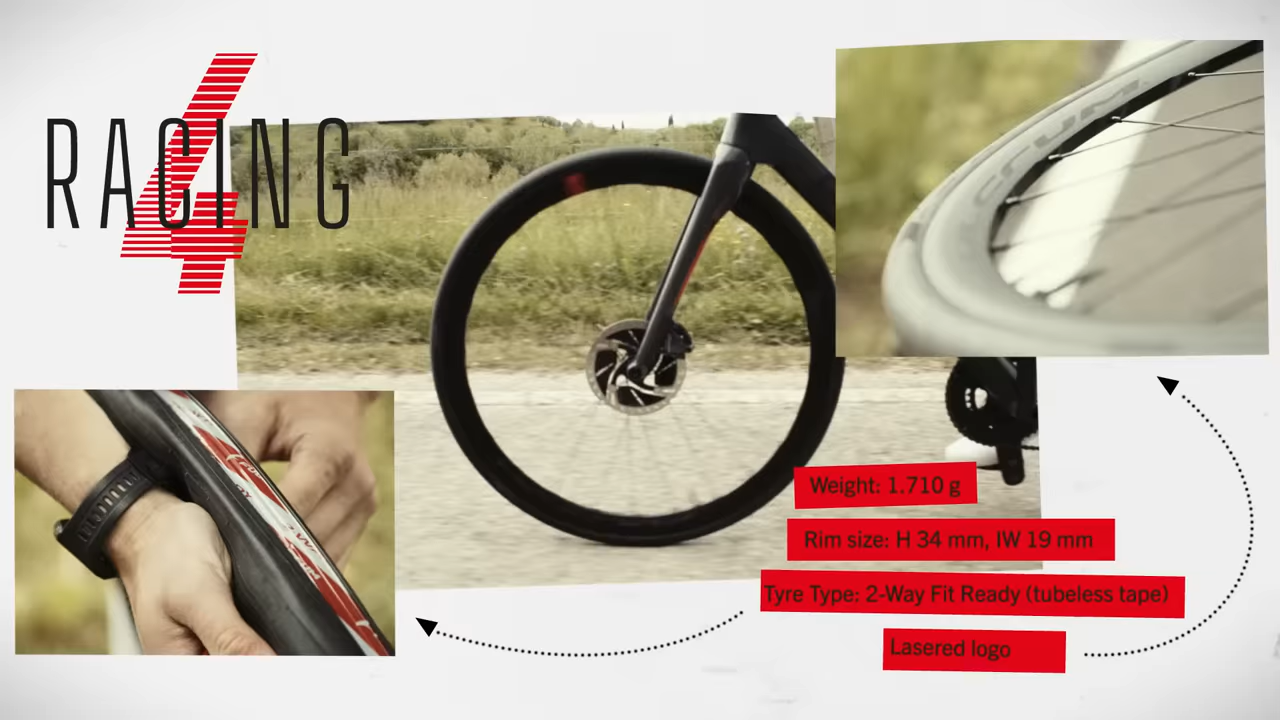 RACING
4
Weight: 1.710 g
Rim size: H 34 mm, IW 19 mm
Tyre Type: 2-Way Fit Ready (tubeless tape)
Lasered logo